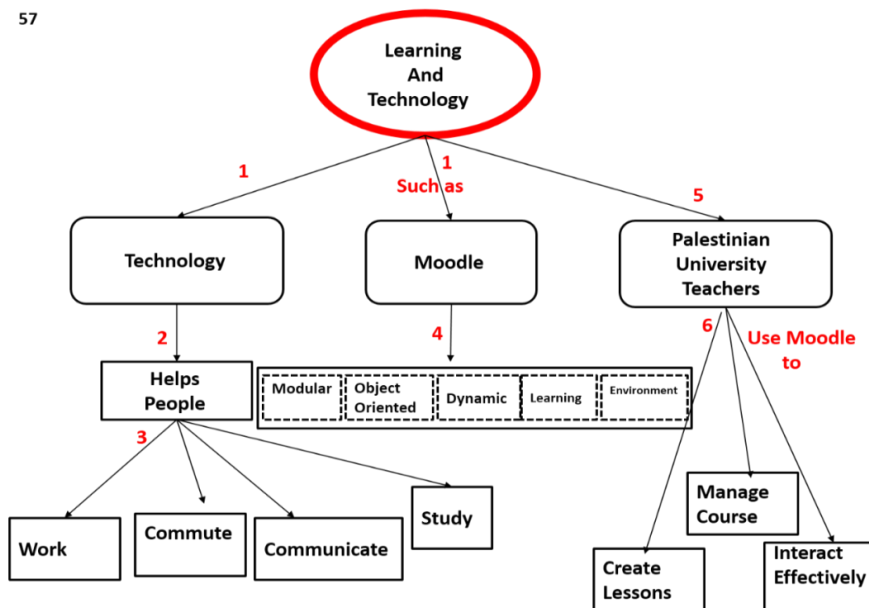 57
Learning
And
Technology
1
1
Such as
5
Technology
Moodle
Palestinian
University
Teachers
2
4
6
Use Moodle
to
Helps
People
Modular
Object
Oriented
Dynamic
Learning
Environment
3
Work
Commute
Communicate
Study
Manage
Course
Create
Lessons
Interact
Effectively